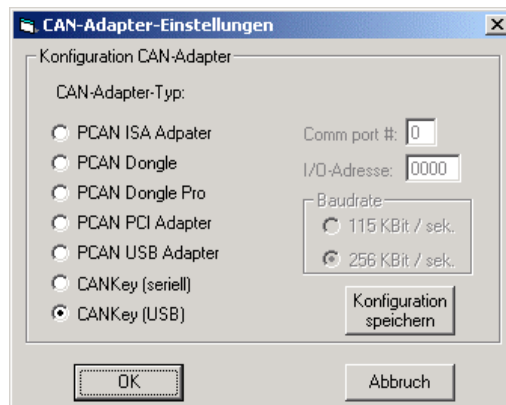 CAN-Adapter-Einstellungen
Konfiguration CAN-Adapter
CAN-Adapter-Typ:
PCAN ISA Adpater
PCAN Dongle
PCAN Dongle Pro
PCAN PCI Adapter
PCAN USB Adapter
CANKey (seriell)
CANKey (USB)
Comm port #: 0
I/O-Adresse: 0000
Baudrate
115 KBit / sek.
256 KBit / sek.
Konfiguration
speichern
OK
Abbruch